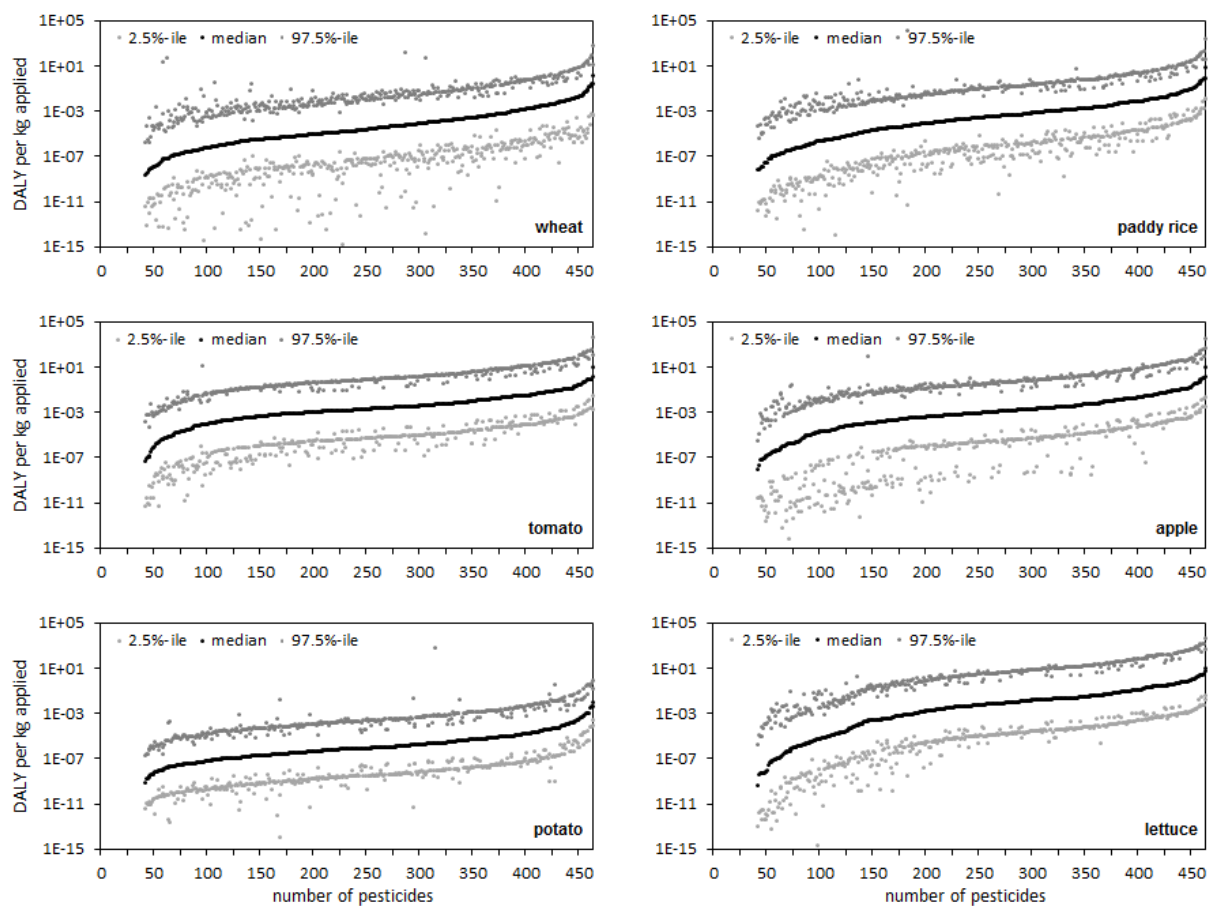 DALY per kg applied
1E+05
1E+01
1E-03
1E-07
1E-11
1E-15
2.5%-ile median 97.5%-ile
wheat
0 50 100 150 200 250 300 350 400 450
1E+05
1E+01
1E-03
1E-07
1E-11
1E-15
2.5%-ile median 97.5%-ile
paddy rice
0 50 100 150 200 250 300 350 400 450
DALY per kg applied
1E+05
1E+01
1E-03
1E-07
1E-11
1E-15
2.5%-ile median 97.5%-ile
tomato
0 50 100 150 200 250 300 350 400 450
1E+05
1E+01
1E-03
1E-07
1E-11
1E-15
2.5%-ile median 97.5%-ile
apple
0 50 100 150 200 250 300 350 400 450
DALY per kg applied
1E+05
1E+01
1E-03
1E-07
1E-11
1E-15
2.5%-ile median 97.5%-ile
potato
0 50 100 150 200 250 300 350 400 450
number of pesticides
1E+05
1E+01
1E-03
1E-07
1E-11
1E-15
2.5%-ile median 97.5%-ile
lettuce
0 50 100 150 200 250 300 350 400 450
number of pesticides